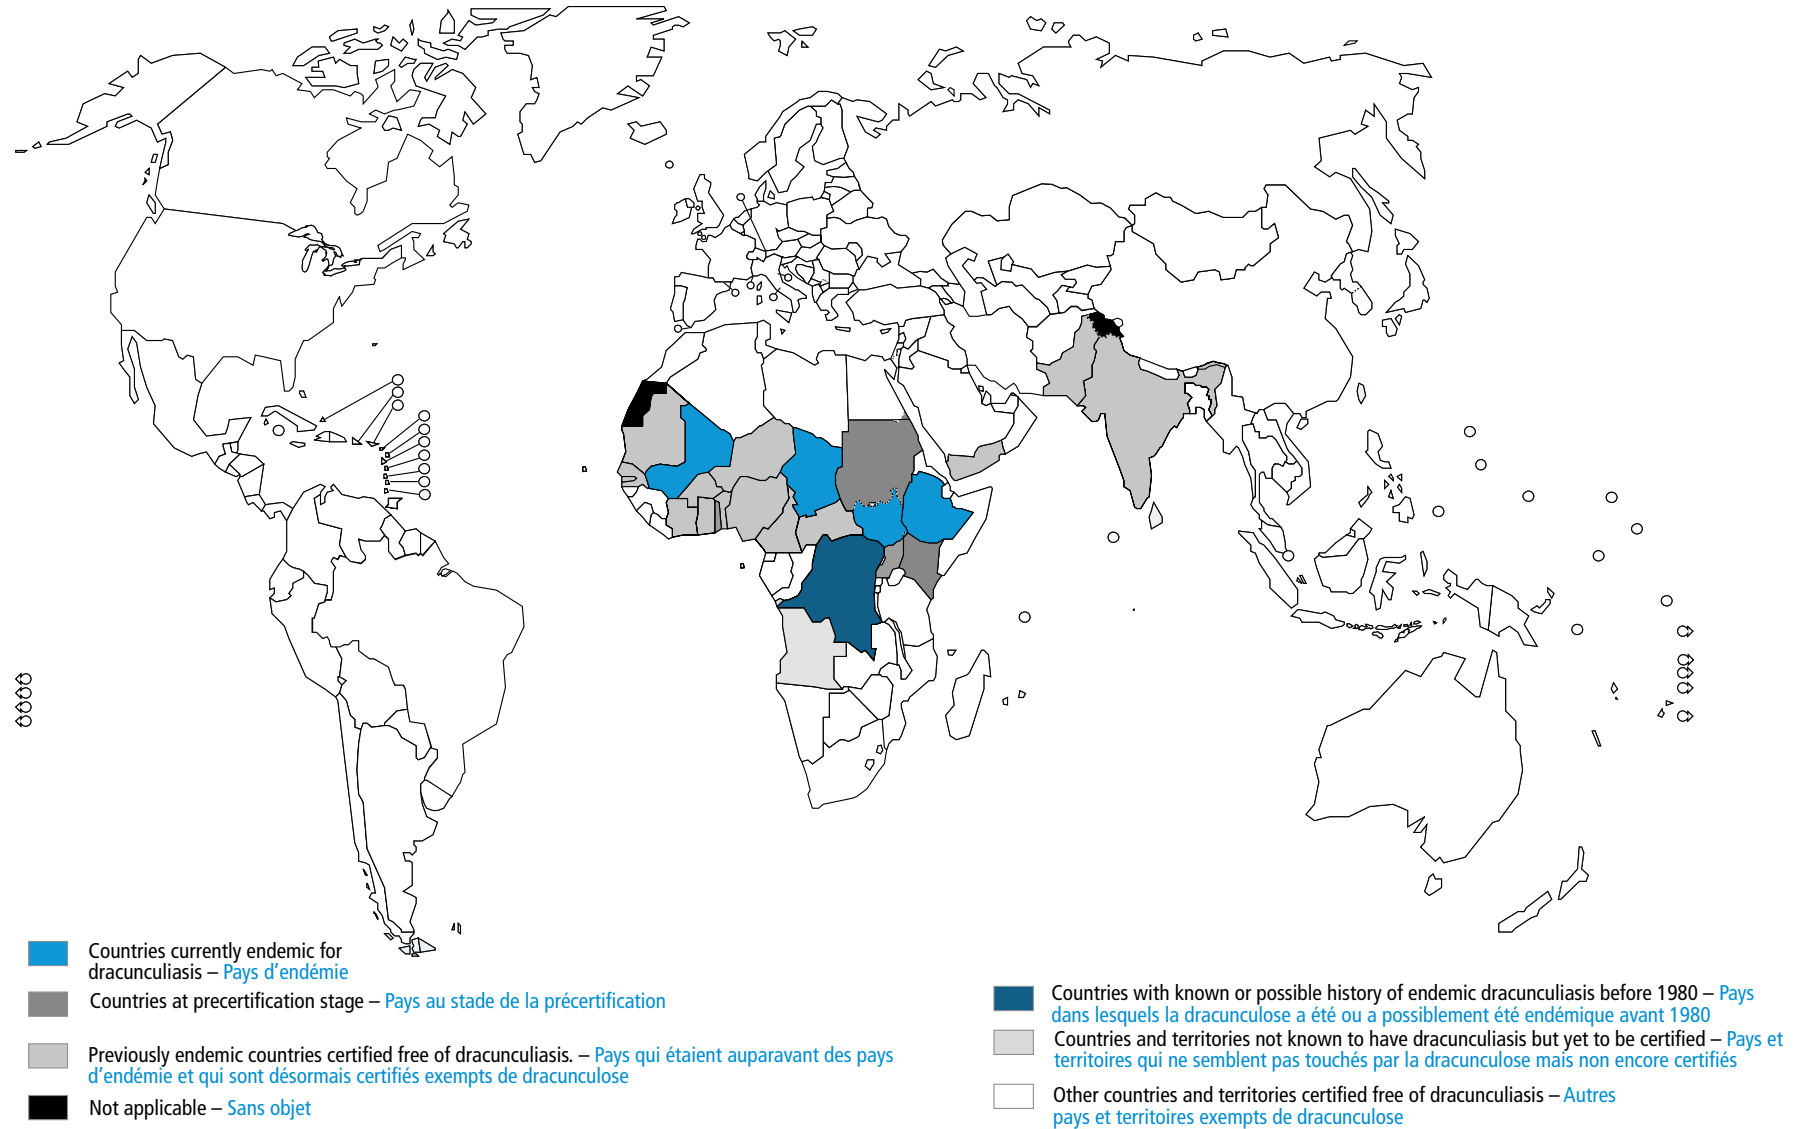 Countries currently endemic for
dracunculiasis – Pays d’endémie
Countries at precertification stage – Pays au stade de la précertification
Previously endemic countries certified free of dracunculiasis. – Pays qui étaient auparavant des pays
d’endémie et qui sont désormais certifiés exempts de dracunculose
Not applicable – Sans objet
Countries with known or possible history of endemic dracunculiasis before 1980 – Pays
dans lesquels la dracunculose a été ou a possiblement été endémique avant 1980
Countries and territories not known to have dracunculiasis but yet to be certified – Pays et
territoires qui ne semblent pas touchés par la dracunculose mais non encore certifiés
Other countries and territories certified free of dracunculiasis – Autres
pays et territoires exempts de dracunculose